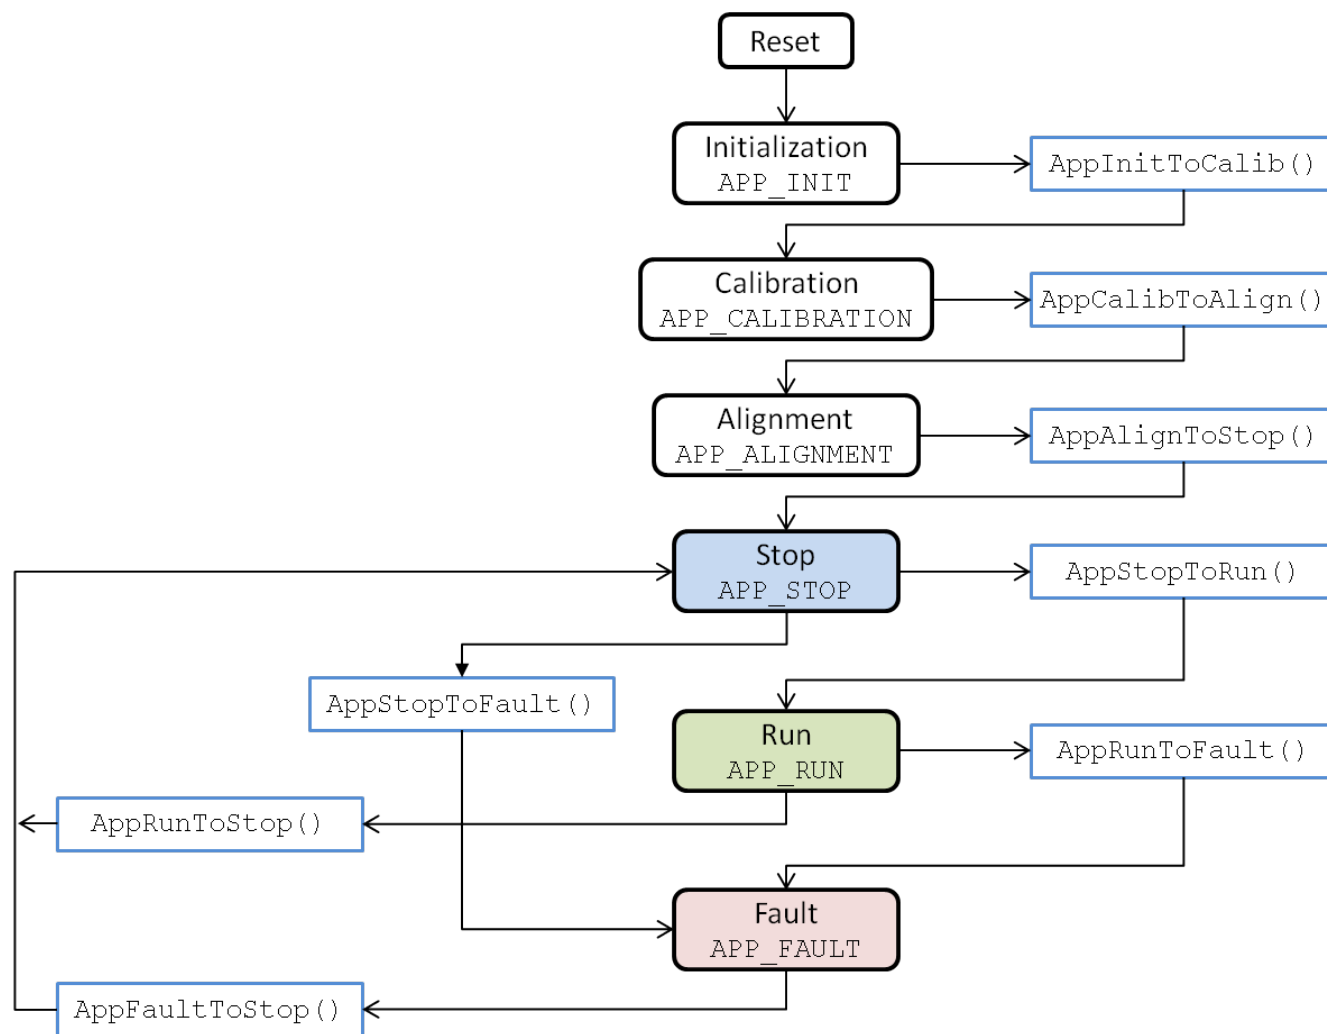 Reset
Initialization
APP_INIT
AppInitToCalib()
Calibration
APP_CALIBRATION
AppCalibToAlign()
Alignment
APP_ALIGNMENT
AppAlignToStop()
Stop
APP_STOP
AppStopToRun()
AppStopToFault()
Run
APP_RUN
AppRunToFault()
AppRunToStop()
Fault
APP_FAULT
AppFaultToStop()